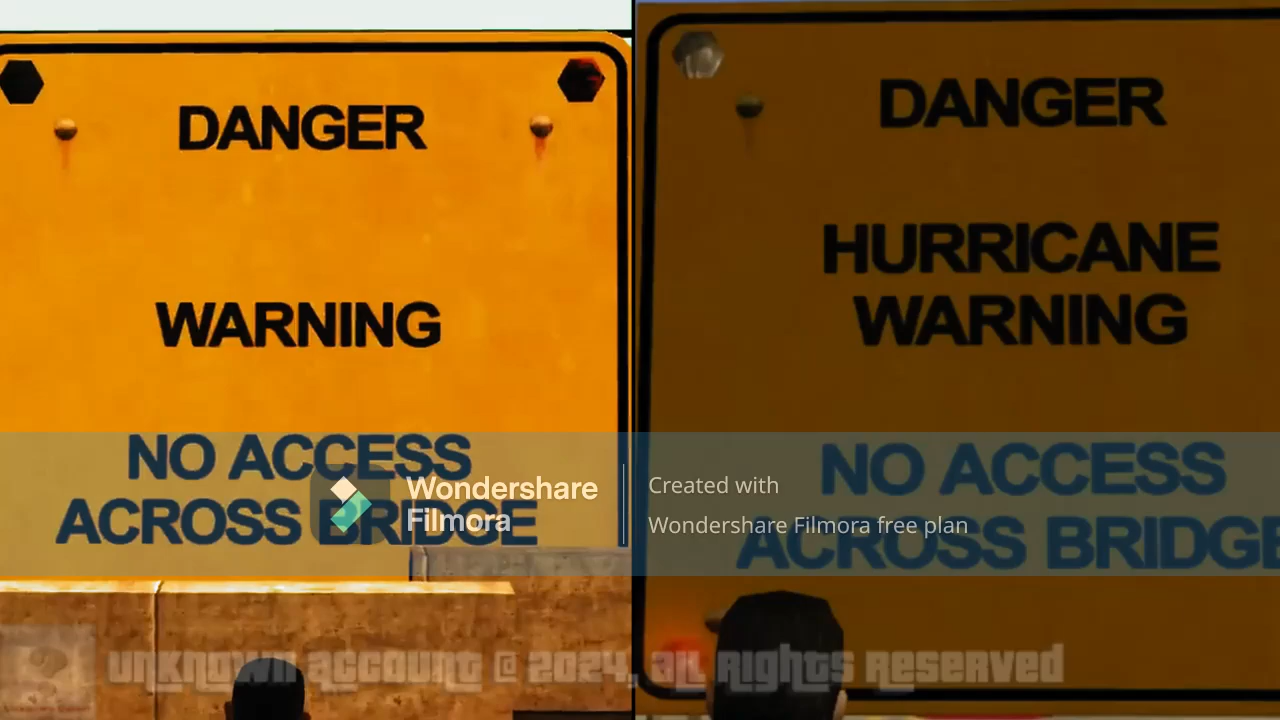 DANGER
WARNING
NO ACCESS
ACROSS BRIDGE
DANGER
HURRICANE
WARNING
NO ACCESS
ACROSS BRIDGE
Wondershare
Filmora
Created with
Wondershare Filmora free plan
unknown account @ 2024, all rights reserved